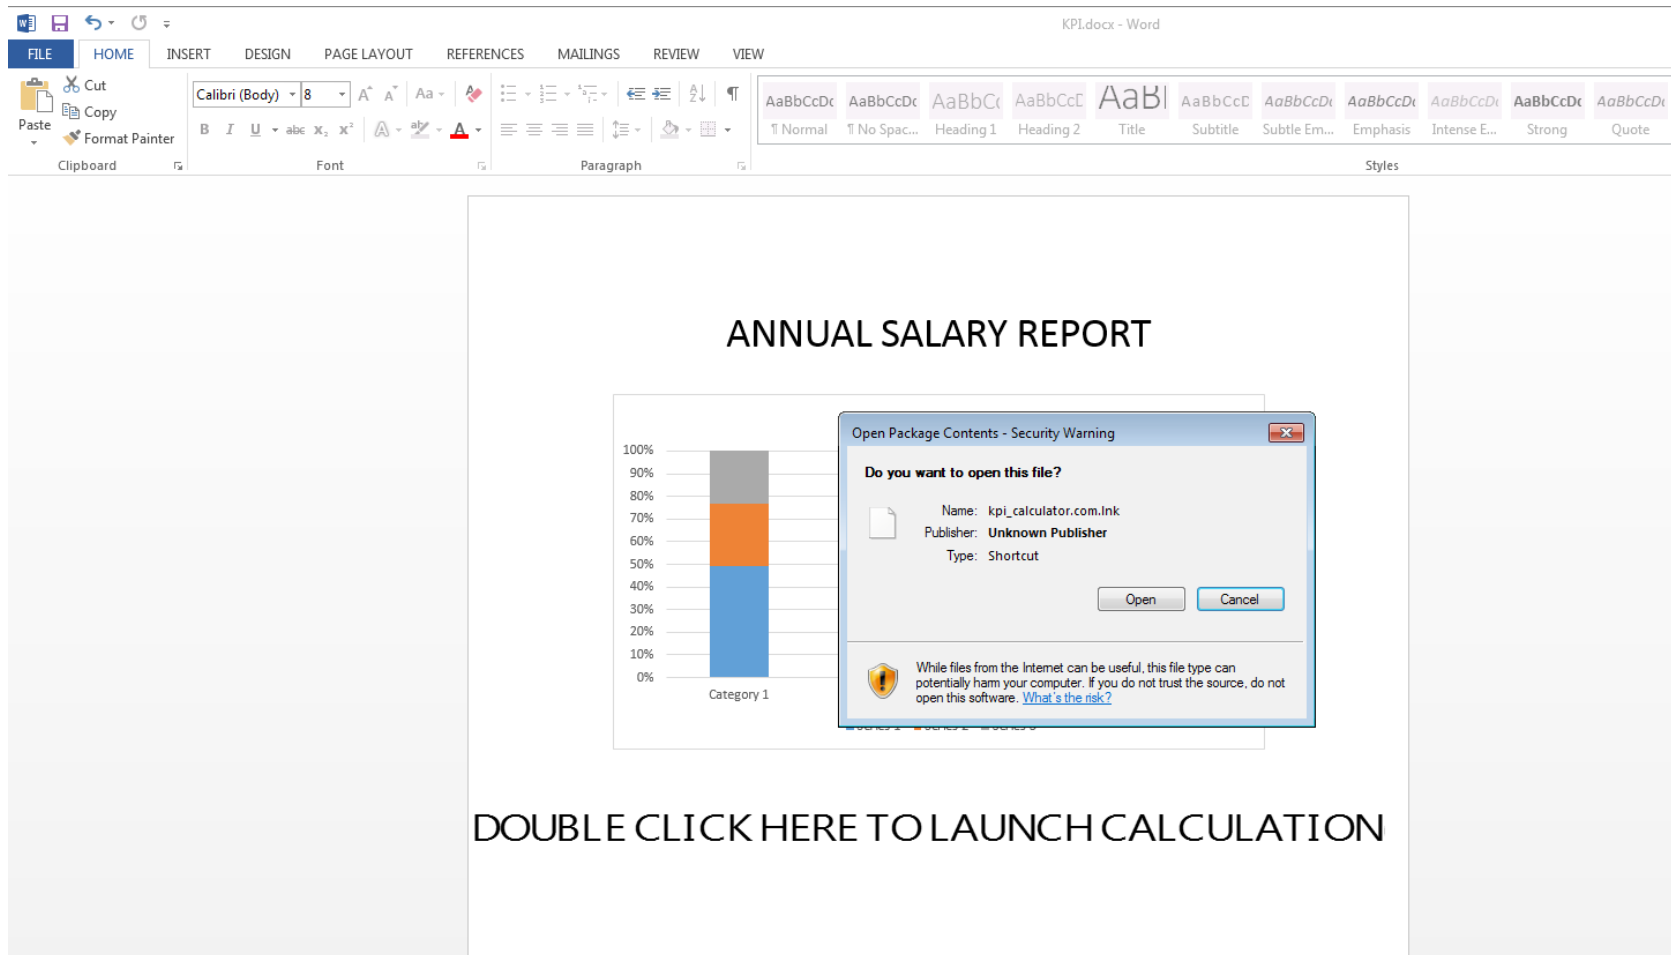 KPI.docx - Word
FILE HOME INSERT DESIGN PAGE LAYOUT REFERENCES MAILINGS REVIEW VIEW
Paste
Cut
Copy
Format Painter
Clipboard
Calibri (Body) 8
Font
Paragraph
AaBbCcDc AaBbCcDc AaBbCc AaBbCcD AaBl AaBbCcD AaBbCcDc AaBbCcDc AaBbCcDc AaBbCcDc AaBbCcDc
¶ Normal ¶ No Spac... Heading 1 Heading 2 Title Subtitle Subtle Em... Emphasis Intense E... Strong Quote
Styles
ANNUAL SALARY REPORT
100%
90%
80%
70%
60%
50%
40%
30%
20%
10%
0%
Category 1
Open Package Contents - Security Warning
Do you want to open this file?
Name: kpi_calculator.com.lnk
Publisher: Unknown Publisher
Type: Shortcut
Open Cancel
While files from the Internet can be useful, this file type can
potentially harm your computer. If you do not trust the source, do not
open this software. What's the risk?
DOUBLE CLICK HERE TO LAUNCH CALCULATION